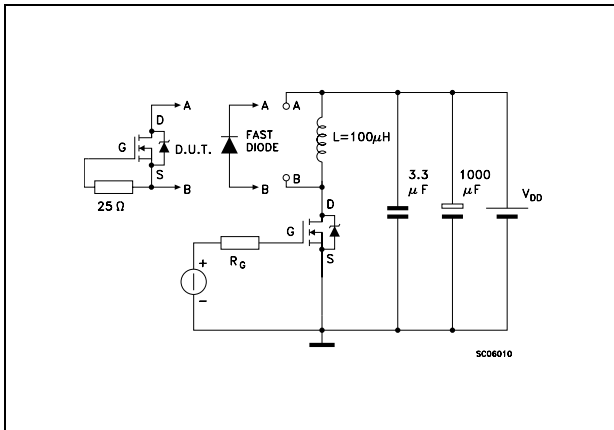 A
A
A
D
G
D.U.T.
FAST
DIODE
L=100μH
S
B
B
B
25 Ω
3.3
μF
1000
μF
V_DD
D
G
S
R_G
+
-
SC06010